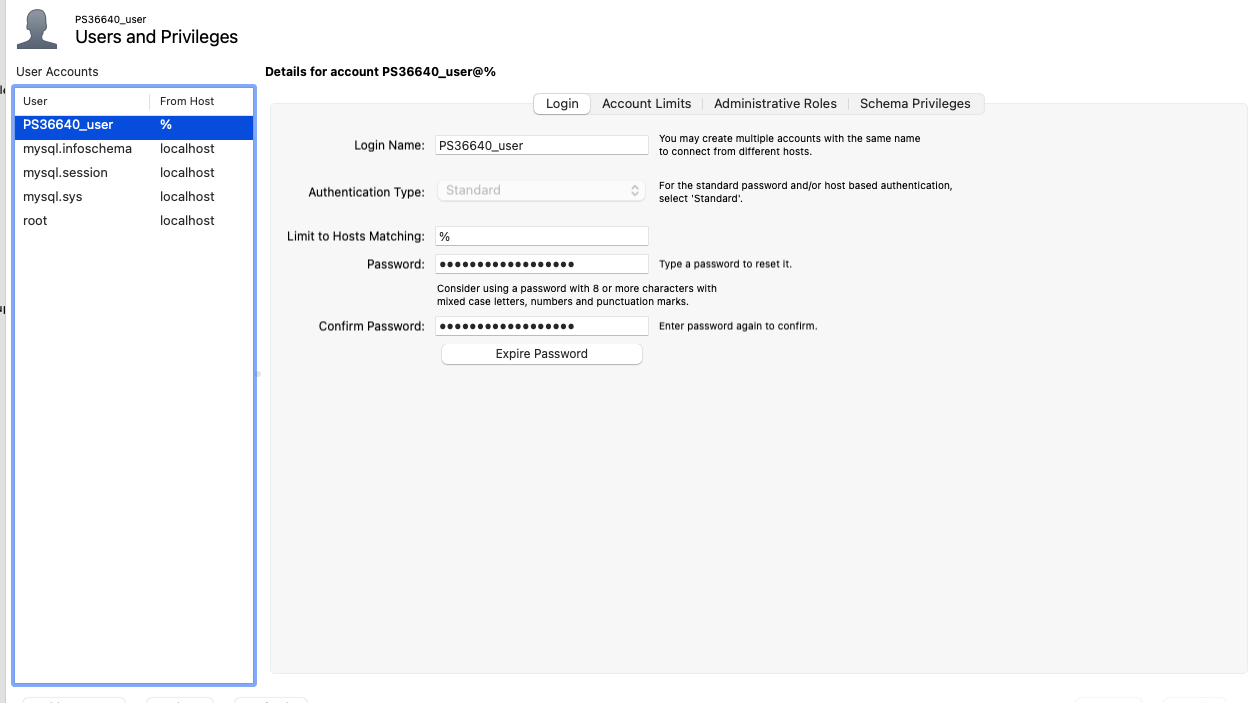 PS36640_user
Users and Privileges
User Accounts
Details for account PS36640_user@%
User From Host
PS36640_user %
mysql.infoschema localhost
mysql.session localhost
mysql.sys localhost
root localhost
Login Account Limits Administrative Roles Schema Privileges
Login Name: PS36640_user
You may create multiple accounts with the same name
to connect from different hosts.
Authentication Type: Standard
For the standard password and/or host based authentication,
select 'Standard'.
Limit to Hosts Matching: %
Password: ●●●●●●●●●●●●●●●●●● Type a password to reset it.
Consider using a password with 8 or more characters with
mixed case letters, numbers and punctuation marks.
Confirm Password: ●●●●●●●●●●●●●●●●●● Enter password again to confirm.
Expire Password